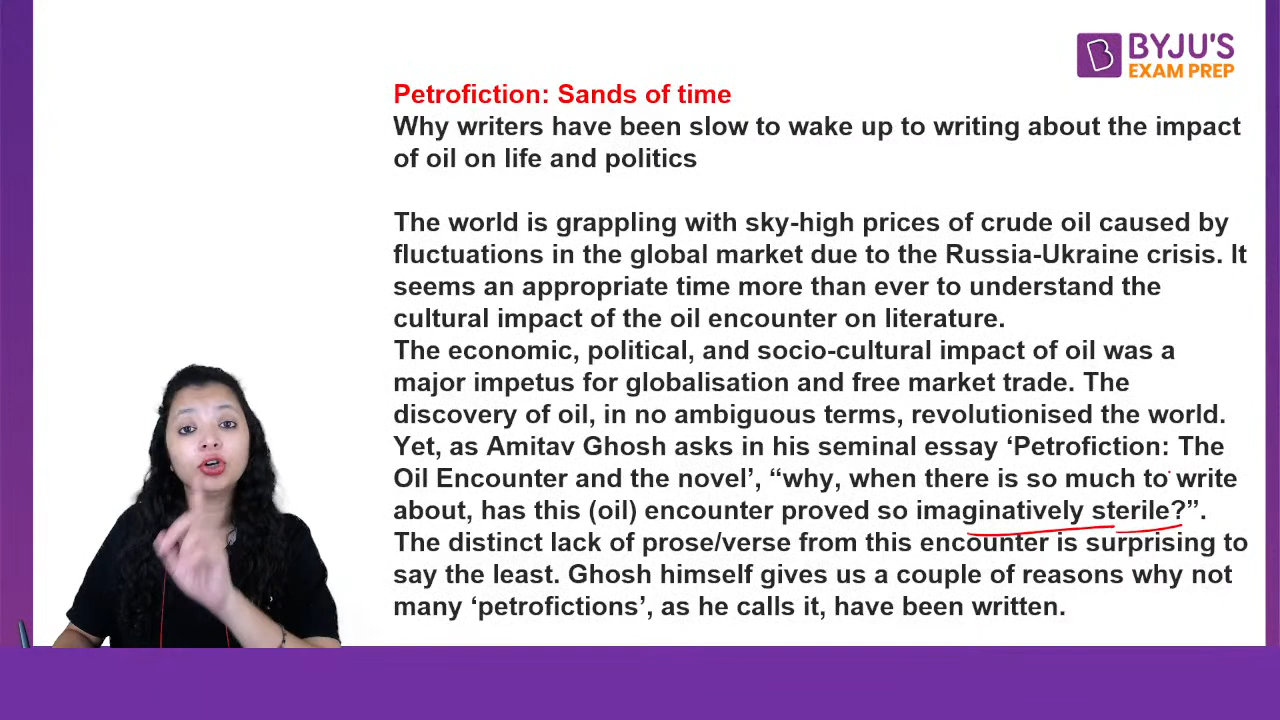 BYJU'S
EXAM PREP
Petrofiction: Sands of time
Why writers have been slow to wake up to writing about the impact
of oil on life and politics
The world is grappling with sky-high prices of crude oil caused by
fluctuations in the global market due to the Russia-Ukraine crisis. It
seems an appropriate time more than ever to understand the
cultural impact of the oil encounter on literature.
The economic, political, and socio-cultural impact of oil was a
major impetus for globalisation and free market trade. The
discovery of oil, in no ambiguous terms, revolutionised the world.
Yet, as Amitav Ghosh asks in his seminal essay ‘Petrofiction: The
Oil Encounter and the novel’, “why, when there is so much to write
about, has this (oil) encounter proved so imaginatively sterile?”.
The distinct lack of prose/verse from this encounter is surprising to
say the least. Ghosh himself gives us a couple of reasons why not
many ‘petrofictions’, as he calls it, have been written.